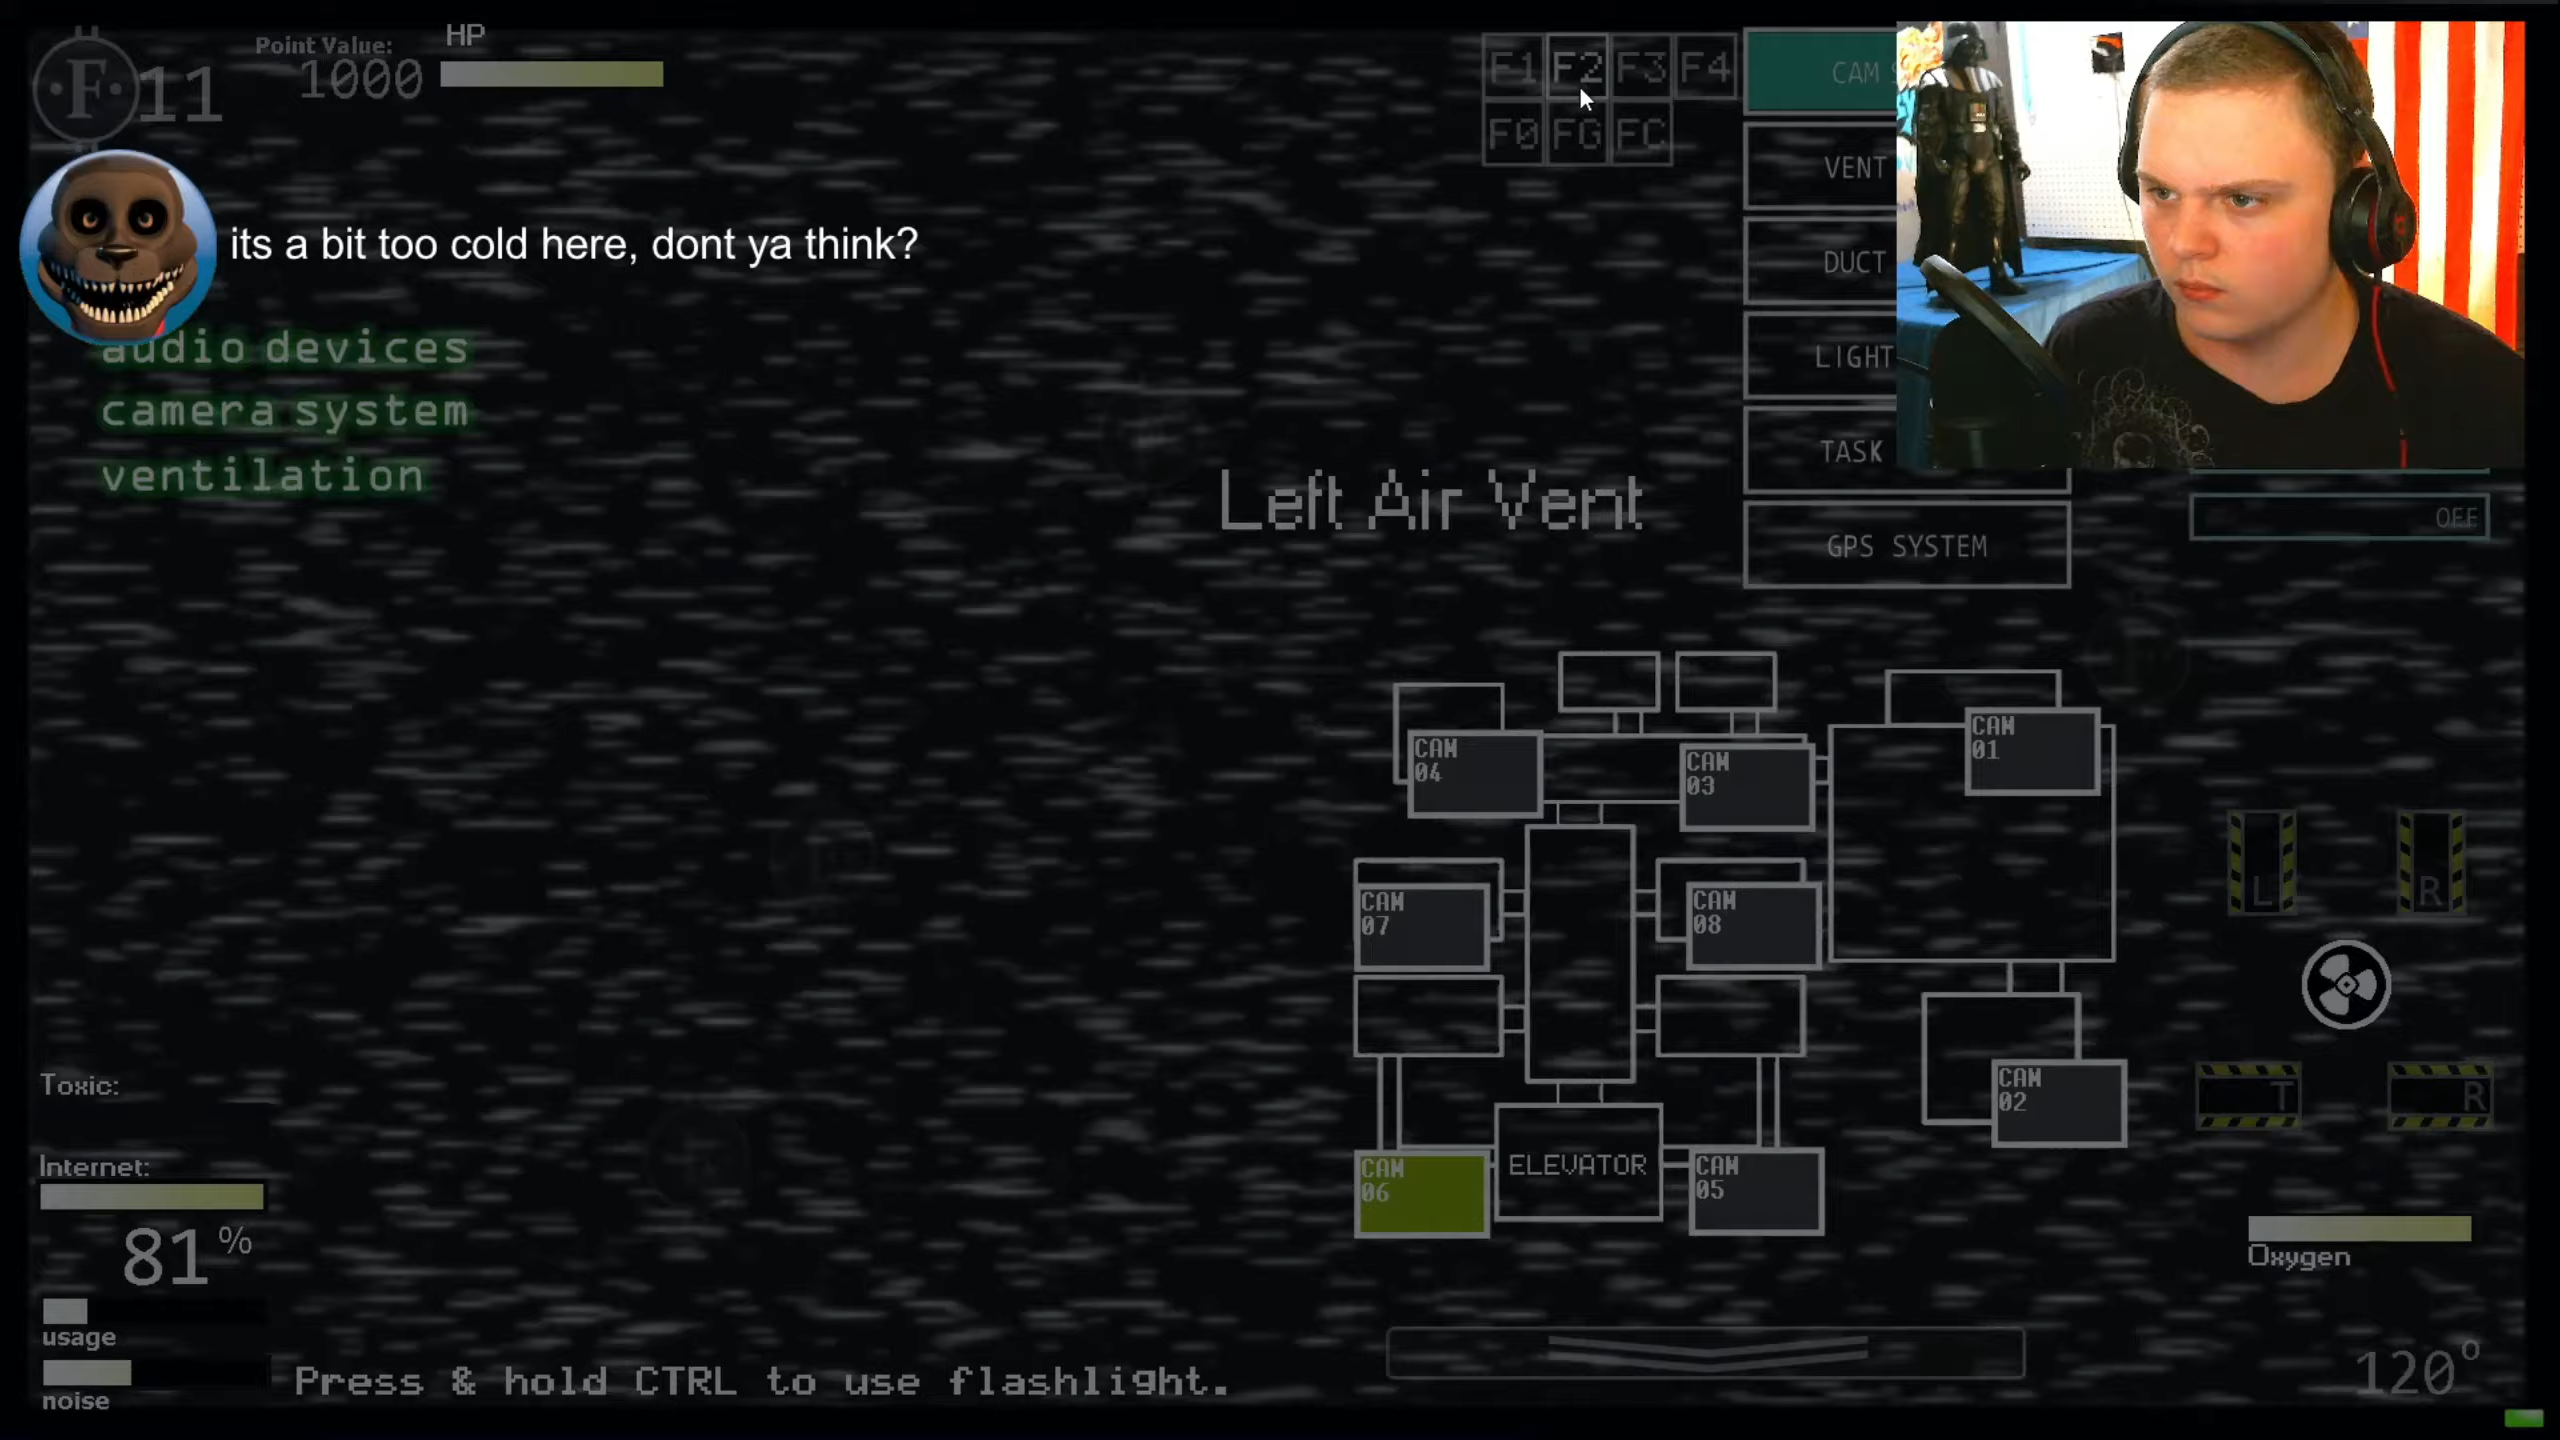 HP
Point Value:
1000
F 11
its a bit too cold here, dont ya think?
audio devices
camera system
ventilation
F1 F2 F3 F4
F0 FG FC
CAM
VENT
DUCT
LIGHT
TASK
GPS SYSTEM
OFF
Left Air Vent
CAM
04
CAM
03
CAM
01
CAM
07
CAM
08
CAM
02
CAM
06
ELEVATOR
CAM
05
L
R
T
R
Oxygen
120°
Toxic:
Internet:
81%
usage
noise
Press & hold CTRL to use flashlight.